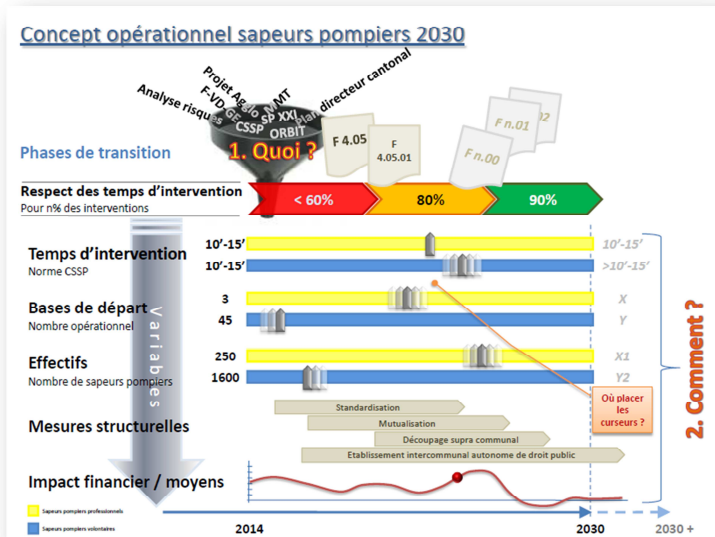 Concept opérationnel sapeurs pompiers 2030
Analyse risques
F-VD-GE
Projet Agglo
MMT
Plan directeur cantonal
CSSP
SP XXI
ORBIT
1. Quoi ?
F 4.05
F
4.05.01
F n.00
F n.01
Phases de transition
Respect des temps d'intervention
Pour n% des interventions
< 60%
80%
90%
Variables
Temps d'intervention
Norme CSSP
10'-15'
10'-15'
10'-15'
>10'-15'
Bases de départ
Nombre opérationnel
3
X
45
Y
Effectifs
Nombre de sapeurs pompiers
250
X1
1600
Y2
Où placer
les
curseurs ?
2. Comment ?
Mesures structurelles
Standardisation
Mutualisation
Découpage supra communal
Etablissement intercommunal autonome de droit public
Impact financier / moyens
Sapeurs pompiers professionnels
Sapeurs pompiers volontaires
2014
2030
2030 +